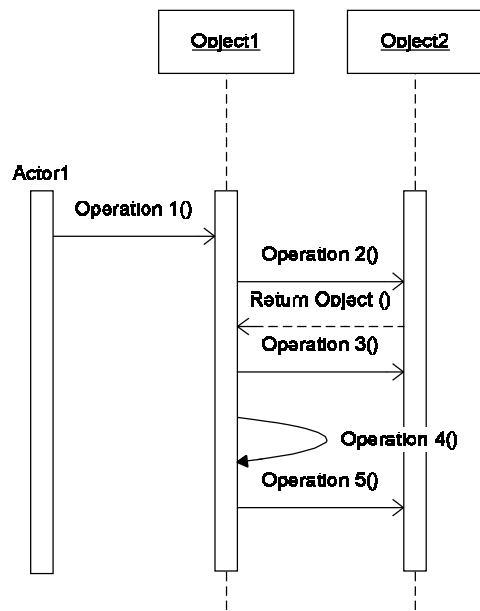 Object1
Object2
Actor1
Operation 1()
Operation 2()
Return Object ()
Operation 3()
Operation 4()
Operation 5()